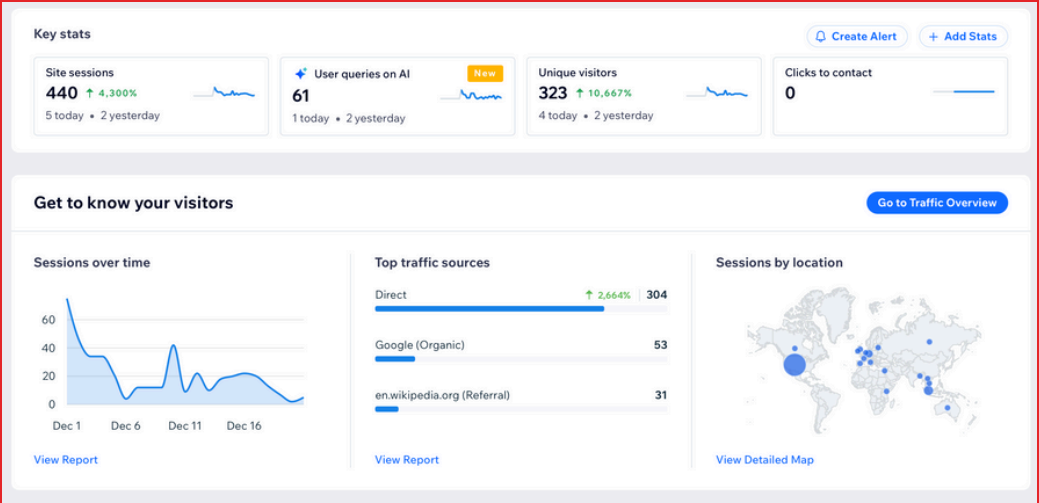 Key stats
Create Alert
+ Add Stats
Site sessions
440 ↑ 4,300%
5 today • 2 yesterday
User queries on AI New
61
1 today • 2 yesterday
Unique visitors
323 ↑ 10,667%
4 today • 2 yesterday
Clicks to contact
0
Get to know your visitors
Go to Traffic Overview
Sessions over time
60
40
20
0
Dec 1 Dec 6 Dec 11 Dec 16
View Report
Top traffic sources
Direct ↑ 2,664% 304
Google (Organic) 53
en.wikipedia.org (Referral) 31
View Report
Sessions by location
View Detailed Map